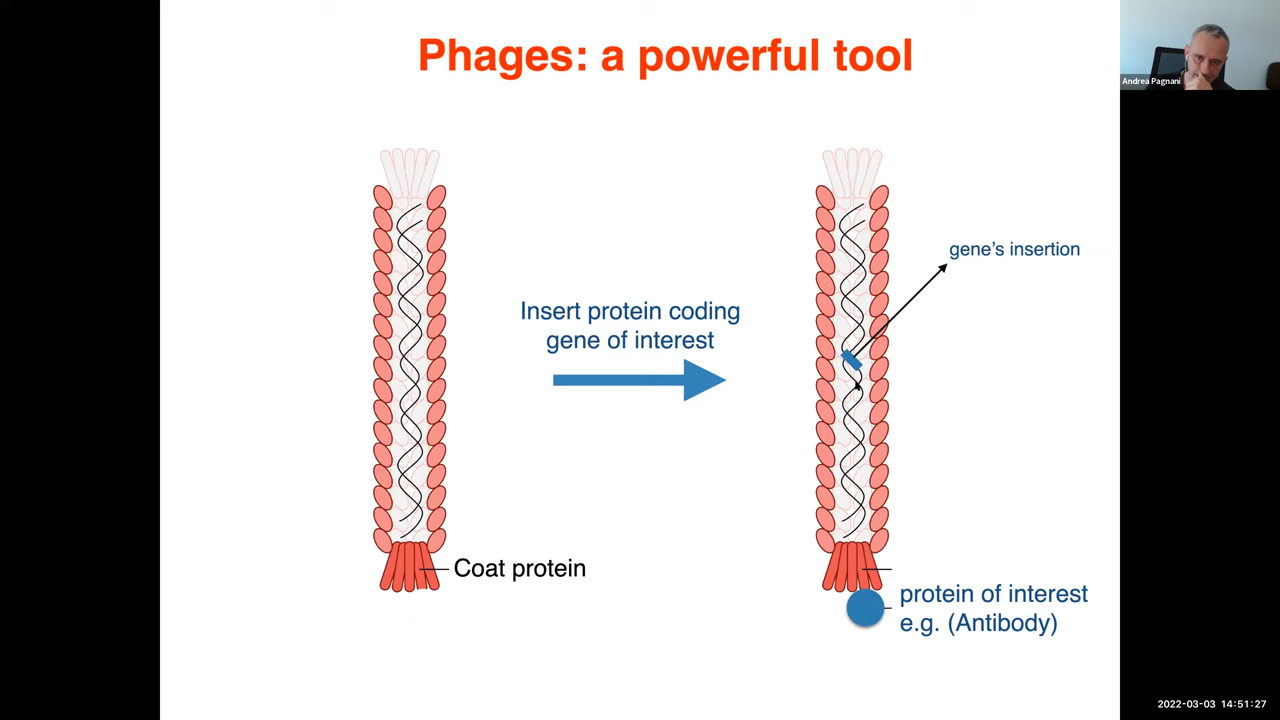 Phages: a powerful tool
Andrea Pagnani
gene's insertion
Insert protein coding
gene of interest
Coat protein
protein of interest
e.g. (Antibody)
2022-03-03 14:51:27